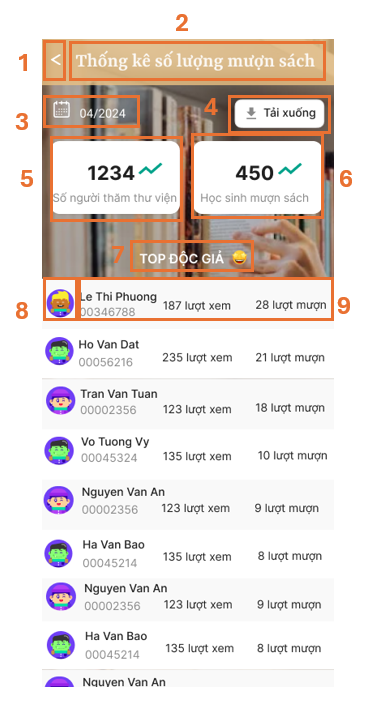 2
1
<
Thống kê số lượng mượn sách
3
04/2024
4
Tải xuống
5
1234
Số người thăm thư viện
450
Học sinh mượn sách
6
7
TOP ĐỘC GIẢ
8
Le Thi Phuong
00346788
187 lượt xem
28 lượt mượn
9
Ho Van Dat
00056216
235 lượt xem
21 lượt mượn
Tran Van Tuan
00002356
123 lượt xem
18 lượt mượn
Vo Tuong Vy
00045324
135 lượt xem
10 lượt mượn
Nguyen Van An
00002356
123 lượt xem
9 lượt mượn
Ha Van Bao
00045214
135 lượt xem
8 lượt mượn
Nguyen Van An
00002356
123 lượt xem
9 lượt mượn
Ha Van Bao
00045214
135 lượt xem
8 lượt mượn
Nguyen Van An